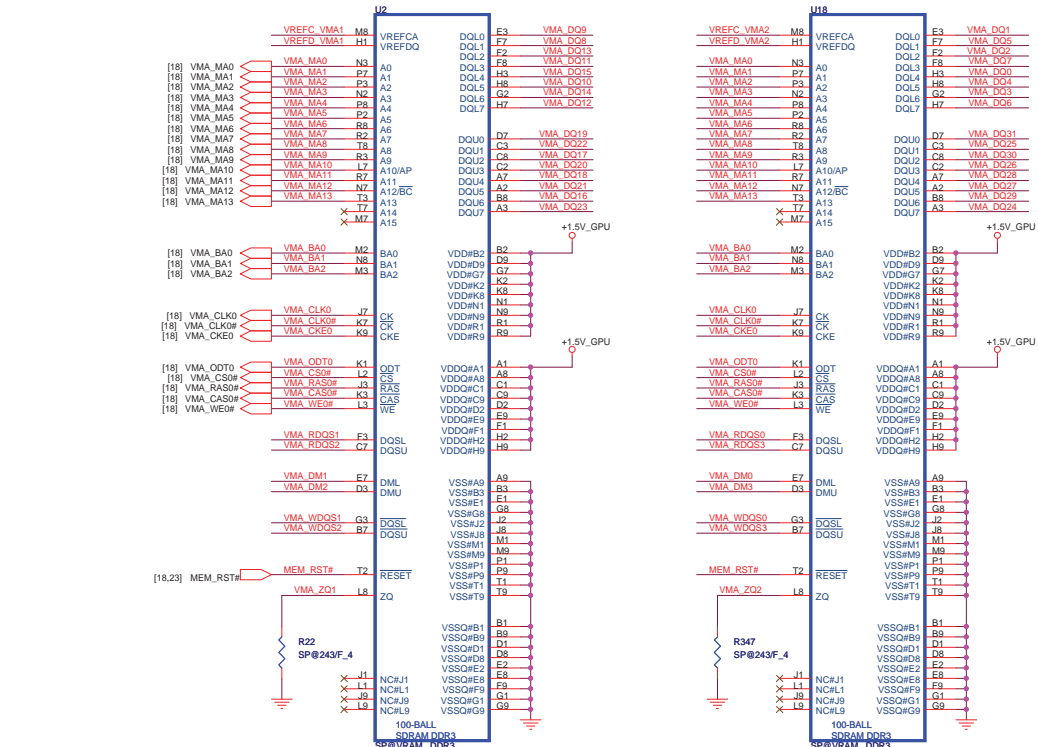 U2
VREFC_VMA1 M8 VREFCA DQL0 E3 VMA_DQ9
VREFD_VMA1 H1 VREFDQ DQL1 F7 VMA_DQ8
DQL2 F2 VMA_DQ13
[18] VMA_MA0 VMA_MA0 N3 A0 DQL3 F8 VMA_DQ11
[18] VMA_MA1 VMA_MA1 P7 A1 DQL4 H3 VMA_DQ15
[18] VMA_MA2 VMA_MA2 P3 A2 DQL5 H8 VMA_DQ10
[18] VMA_MA3 VMA_MA3 N2 A3 DQL6 G2 VMA_DQ14
[18] VMA_MA4 VMA_MA4 P8 A4 DQL7 H7 VMA_DQ12
[18] VMA_MA5 VMA_MA5 P2 A5
[18] VMA_MA6 VMA_MA6 R8 A6
[18] VMA_MA7 VMA_MA7 R2 A7 DQU0 D7 VMA_DQ19
[18] VMA_MA8 VMA_MA8 T8 A8 DQU1 C3 VMA_DQ22
[18] VMA_MA9 VMA_MA9 R3 A9 DQU2 C8 VMA_DQ17
[18] VMA_MA10 VMA_MA10 L7 A10/AP DQU3 C2 VMA_DQ20
[18] VMA_MA11 VMA_MA11 R7 A11 DQU4 A7 VMA_DQ18
[18] VMA_MA12 VMA_MA12 N7 A12/BC DQU5 A2 VMA_DQ21
[18] VMA_MA13 VMA_MA13 T3 A13 DQU6 B8 VMA_DQ16
T7 A14 DQU7 A3 VMA_DQ23
M7 A15
+1.5V_GPU
[18] VMA_BA0 VMA_BA0 M2 BA0 VDD#B2 B2
[18] VMA_BA1 VMA_BA1 N8 BA1 VDD#D9 D9
[18] VMA_BA2 VMA_BA2 M3 BA2 VDD#G7 G7
VDD#K2 K2
VDD#K8 K8
VDD#N1 N1
[18] VMA_CLK0 VMA_CLK0 J7 CK VDD#N9 N9
[18] VMA_CLK0# VMA_CLK0# K7 CK VDD#R1 R1
[18] VMA_CKE0 VMA_CKE0 K9 CKE VDD#R9 R9
+1.5V_GPU
[18] VMA_ODT0 VMA_ODT0 K1 ODT VDDQ#A1 A1
[18] VMA_CS0# VMA_CS0# L2 CS VDDQ#A8 A8
[18] VMA_RAS0# VMA_RAS0# J3 RAS VDDQ#C1 C1
[18] VMA_CAS0# VMA_CAS0# K3 CAS VDDQ#C9 C9
[18] VMA_WE0# VMA_WE0# L3 WE VDDQ#D2 D2
VDDQ#E9 E9
VDDQ#F1 F1
VMA_RDQS1 F3 DQSL VDDQ#H2 H2
VMA_RDQS2 C7 DQSU VDDQ#H9 H9
VMA_DM1 E7 DML VSS#A9 A9
VMA_DM2 D3 DMU VSS#B3 B3
VSS#E1 E1
VSS#G8 G8
VMA_WDQS1 G3 DQSL VSS#J2 J2
VMA_WDQS2 B7 DQSU VSS#J8 J8
VSS#M1 M1
VSS#M9 M9
VSS#P1 P1
[18,23] MEM_RST# MEM_RST# T2 RESET VSS#P9 P9
VSS#T1 T1
VMA_ZQ1 L8 ZQ VSS#T9 T9
VSSQ#B1 B1
VSSQ#B9 B9
R22 VSSQ#D1 D1
SP@243/F_4 VSSQ#D8 D8
VSSQ#E2 E2
NC#J1 J1 VSSQ#E8 E8
NC#L1 L1 VSSQ#F9 F9
NC#J9 J9 VSSQ#G1 G1
NC#L9 L9 VSSQ#G9 G9
100-BALL
SDRAM DDR3
SP@VRAM_DDR3
U18
VREFC_VMA2 M8 VREFCA DQL0 E3 VMA_DQ1
VREFD_VMA2 H1 VREFDQ DQL1 F7 VMA_DQ5
DQL2 F2 VMA_DQ2
VMA_MA0 N3 A0 DQL3 F8 VMA_DQ7
VMA_MA1 P7 A1 DQL4 H3 VMA_DQ0
VMA_MA2 P3 A2 DQL5 H8 VMA_DQ4
VMA_MA3 N2 A3 DQL6 G2 VMA_DQ3
VMA_MA4 P8 A4 DQL7 H7 VMA_DQ6
VMA_MA5 P2 A5
VMA_MA6 R8 A6
VMA_MA7 R2 A7 DQU0 D7 VMA_DQ31
VMA_MA8 T8 A8 DQU1 C3 VMA_DQ25
VMA_MA9 R3 A9 DQU2 C8 VMA_DQ30
VMA_MA10 L7 A10/AP DQU3 C2 VMA_DQ26
VMA_MA11 R7 A11 DQU4 A7 VMA_DQ28
VMA_MA12 N7 A12/BC DQU5 A2 VMA_DQ27
VMA_MA13 T3 A13 DQU6 B8 VMA_DQ29
T7 A14 DQU7 A3 VMA_DQ24
M7 A15
+1.5V_GPU
VMA_BA0 M2 BA0 VDD#B2 B2
VMA_BA1 N8 BA1 VDD#D9 D9
VMA_BA2 M3 BA2 VDD#G7 G7
VDD#K2 K2
VDD#K8 K8
VDD#N1 N1
VMA_CLK0 J7 CK VDD#N9 N9
VMA_CLK0# K7 CK VDD#R1 R1
VMA_CKE0 K9 CKE VDD#R9 R9
+1.5V_GPU
VMA_ODT0 K1 ODT VDDQ#A1 A1
VMA_CS0# L2 CS VDDQ#A8 A8
VMA_RAS0# J3 RAS VDDQ#C1 C1
VMA_CAS0# K3 CAS VDDQ#C9 C9
VMA_WE0# L3 WE VDDQ#D2 D2
VDDQ#E9 E9
VDDQ#F1 F1
VMA_RDQS0 F3 DQSL VDDQ#H2 H2
VMA_RDQS3 C7 DQSU VDDQ#H9 H9
VMA_DM0 E7 DML VSS#A9 A9
VMA_DM3 D3 DMU VSS#B3 B3
VSS#E1 E1
VSS#G8 G8
VMA_WDQS0 G3 DQSL VSS#J2 J2
VMA_WDQS3 B7 DQSU VSS#J8 J8
VSS#M1 M1
VSS#M9 M9
VSS#P1 P1
MEM_RST# T2 RESET VSS#P9 P9
VSS#T1 T1
VMA_ZQ2 L8 ZQ VSS#T9 T9
VSSQ#B1 B1
VSSQ#B9 B9
R347 VSSQ#D1 D1
SP@243/F_4 VSSQ#D8 D8
VSSQ#E2 E2
NC#J1 J1 VSSQ#E8 E8
NC#L1 L1 VSSQ#F9 F9
NC#J9 J9 VSSQ#G1 G1
NC#L9 L9 VSSQ#G9 G9
100-BALL
SDRAM DDR3
SP@VRAM_DDR3